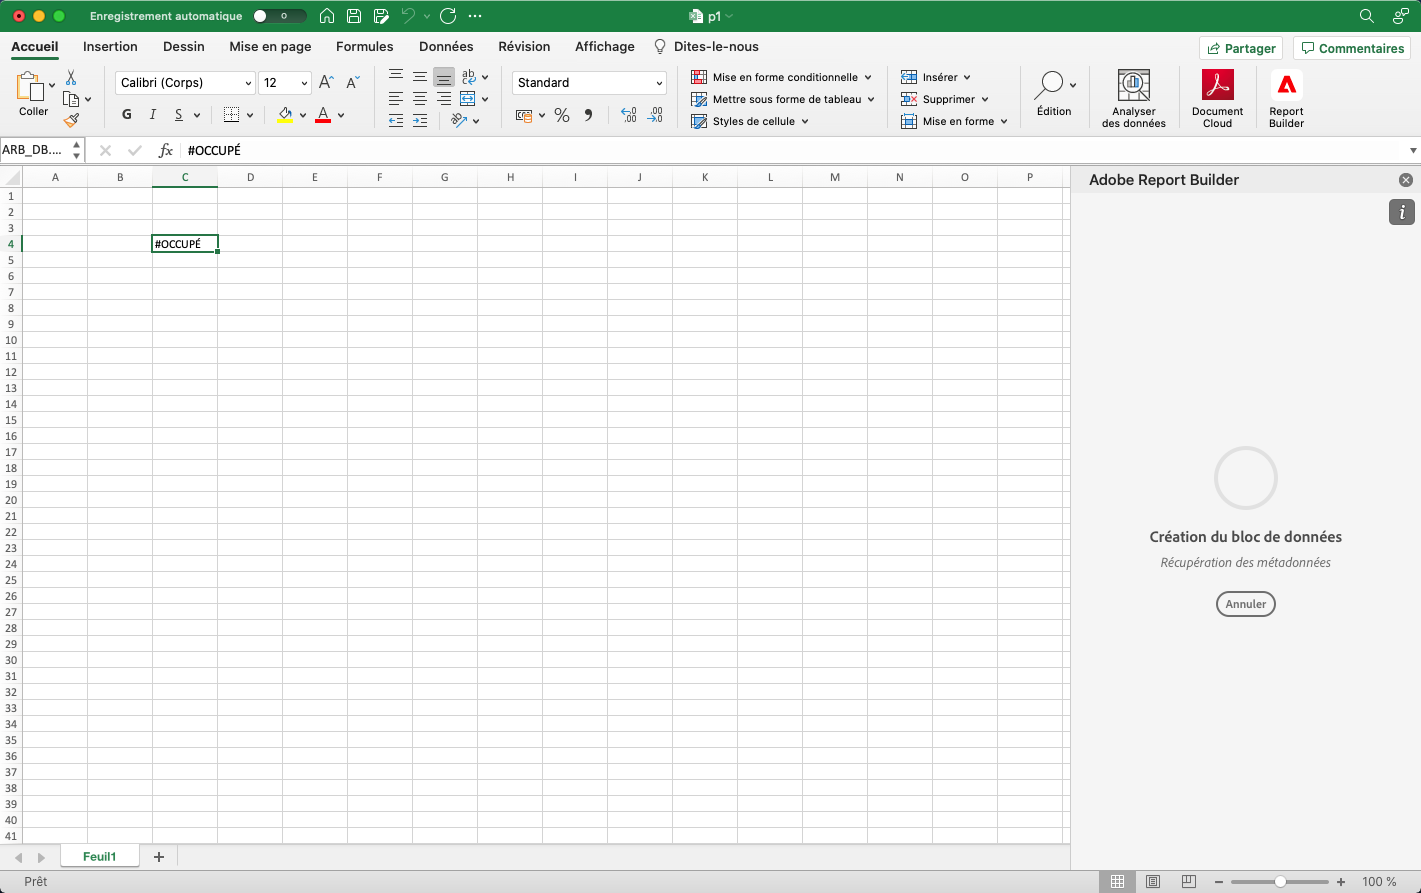 Enregistrement automatique
p1
Accueil Insertion Dessin Mise en page Formules Données Révision Affichage Dites-le-nous Partager Commentaires
Coller
Calibri (Corps) 12 A A
G I S A
ab
Standard
% 
Mise en forme conditionnelle
Mettre sous forme de tableau
Styles de cellule
Insérer
Supprimer
Mise en forme
Édition
Analyser
des données
Document
Cloud
Report
Builder
ARB_DB.... fx #OCCUPÉ
A B C D E F G H I J K L M N O P
1
2
3
4 #OCCUPÉ
5
6
7
8
9
10
11
12
13
14
15
16
17
18
19
20
21
22
23
24
25
26
27
28
29
30
31
32
33
34
35
36
37
38
39
40
41
Adobe Report Builder
i
Création du bloc de données
Récupération des métadonnées
Annuler
Feuil1 +
Prêt 100 %